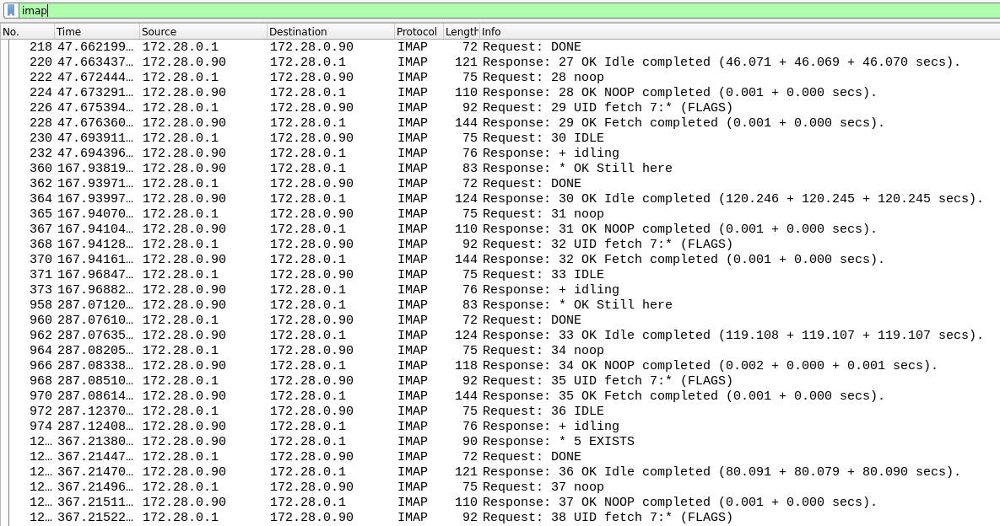 imap
No. Time Source Destination Protocol Length Info
218 47.662199… 172.28.0.1 172.28.0.90 IMAP 72 Request: DONE
220 47.663437… 172.28.0.90 172.28.0.1 IMAP 121 Response: 27 OK Idle completed (46.071 + 46.069 + 46.070 secs).
222 47.672444… 172.28.0.1 172.28.0.90 IMAP 75 Request: 28 noop
224 47.673291… 172.28.0.90 172.28.0.1 IMAP 110 Response: 28 OK NOOP completed (0.001 + 0.000 secs).
226 47.675394… 172.28.0.1 172.28.0.90 IMAP 92 Request: 29 UID fetch 7:* (FLAGS)
228 47.676360… 172.28.0.90 172.28.0.1 IMAP 144 Response: 29 OK Fetch completed (0.001 + 0.000 secs).
230 47.693911… 172.28.0.1 172.28.0.90 IMAP 75 Request: 30 IDLE
232 47.694396… 172.28.0.90 172.28.0.1 IMAP 76 Response: + idling
360 167.93819… 172.28.0.90 172.28.0.1 IMAP 83 Response: * OK Still here
362 167.93971… 172.28.0.1 172.28.0.90 IMAP 72 Request: DONE
364 167.93997… 172.28.0.90 172.28.0.1 IMAP 124 Response: 30 OK Idle completed (120.246 + 120.245 + 120.245 secs).
365 167.94070… 172.28.0.1 172.28.0.90 IMAP 75 Request: 31 noop
367 167.94104… 172.28.0.90 172.28.0.1 IMAP 110 Response: 31 OK NOOP completed (0.001 + 0.000 secs).
368 167.94128… 172.28.0.1 172.28.0.90 IMAP 92 Request: 32 UID fetch 7:* (FLAGS)
370 167.94161… 172.28.0.90 172.28.0.1 IMAP 144 Response: 32 OK Fetch completed (0.001 + 0.000 secs).
371 167.96847… 172.28.0.1 172.28.0.90 IMAP 75 Request: 33 IDLE
373 167.96882… 172.28.0.90 172.28.0.1 IMAP 76 Response: + idling
958 287.07120… 172.28.0.90 172.28.0.1 IMAP 83 Response: * OK Still here
960 287.07610… 172.28.0.1 172.28.0.90 IMAP 72 Request: DONE
962 287.07635… 172.28.0.90 172.28.0.1 IMAP 124 Response: 33 OK Idle completed (119.108 + 119.107 + 119.107 secs).
964 287.08205… 172.28.0.1 172.28.0.90 IMAP 75 Request: 34 noop
966 287.08338… 172.28.0.90 172.28.0.1 IMAP 118 Response: 34 OK NOOP completed (0.002 + 0.000 + 0.001 secs).
968 287.08510… 172.28.0.1 172.28.0.90 IMAP 92 Request: 35 UID fetch 7:* (FLAGS)
970 287.08614… 172.28.0.90 172.28.0.1 IMAP 144 Response: 35 OK Fetch completed (0.001 + 0.000 secs).
972 287.12370… 172.28.0.1 172.28.0.90 IMAP 75 Request: 36 IDLE
974 287.12408… 172.28.0.90 172.28.0.1 IMAP 76 Response: + idling
12… 367.21380… 172.28.0.90 172.28.0.1 IMAP 90 Response: * 5 EXISTS
12… 367.21447… 172.28.0.1 172.28.0.90 IMAP 72 Request: DONE
12… 367.21470… 172.28.0.90 172.28.0.1 IMAP 121 Response: 36 OK Idle completed (80.091 + 80.079 + 80.090 secs).
12… 367.21496… 172.28.0.1 172.28.0.90 IMAP 75 Request: 37 noop
12… 367.21511… 172.28.0.90 172.28.0.1 IMAP 110 Response: 37 OK NOOP completed (0.001 + 0.000 secs).
12… 367.21522… 172.28.0.1 172.28.0.90 IMAP 92 Request: 38 UID fetch 7:* (FLAGS)